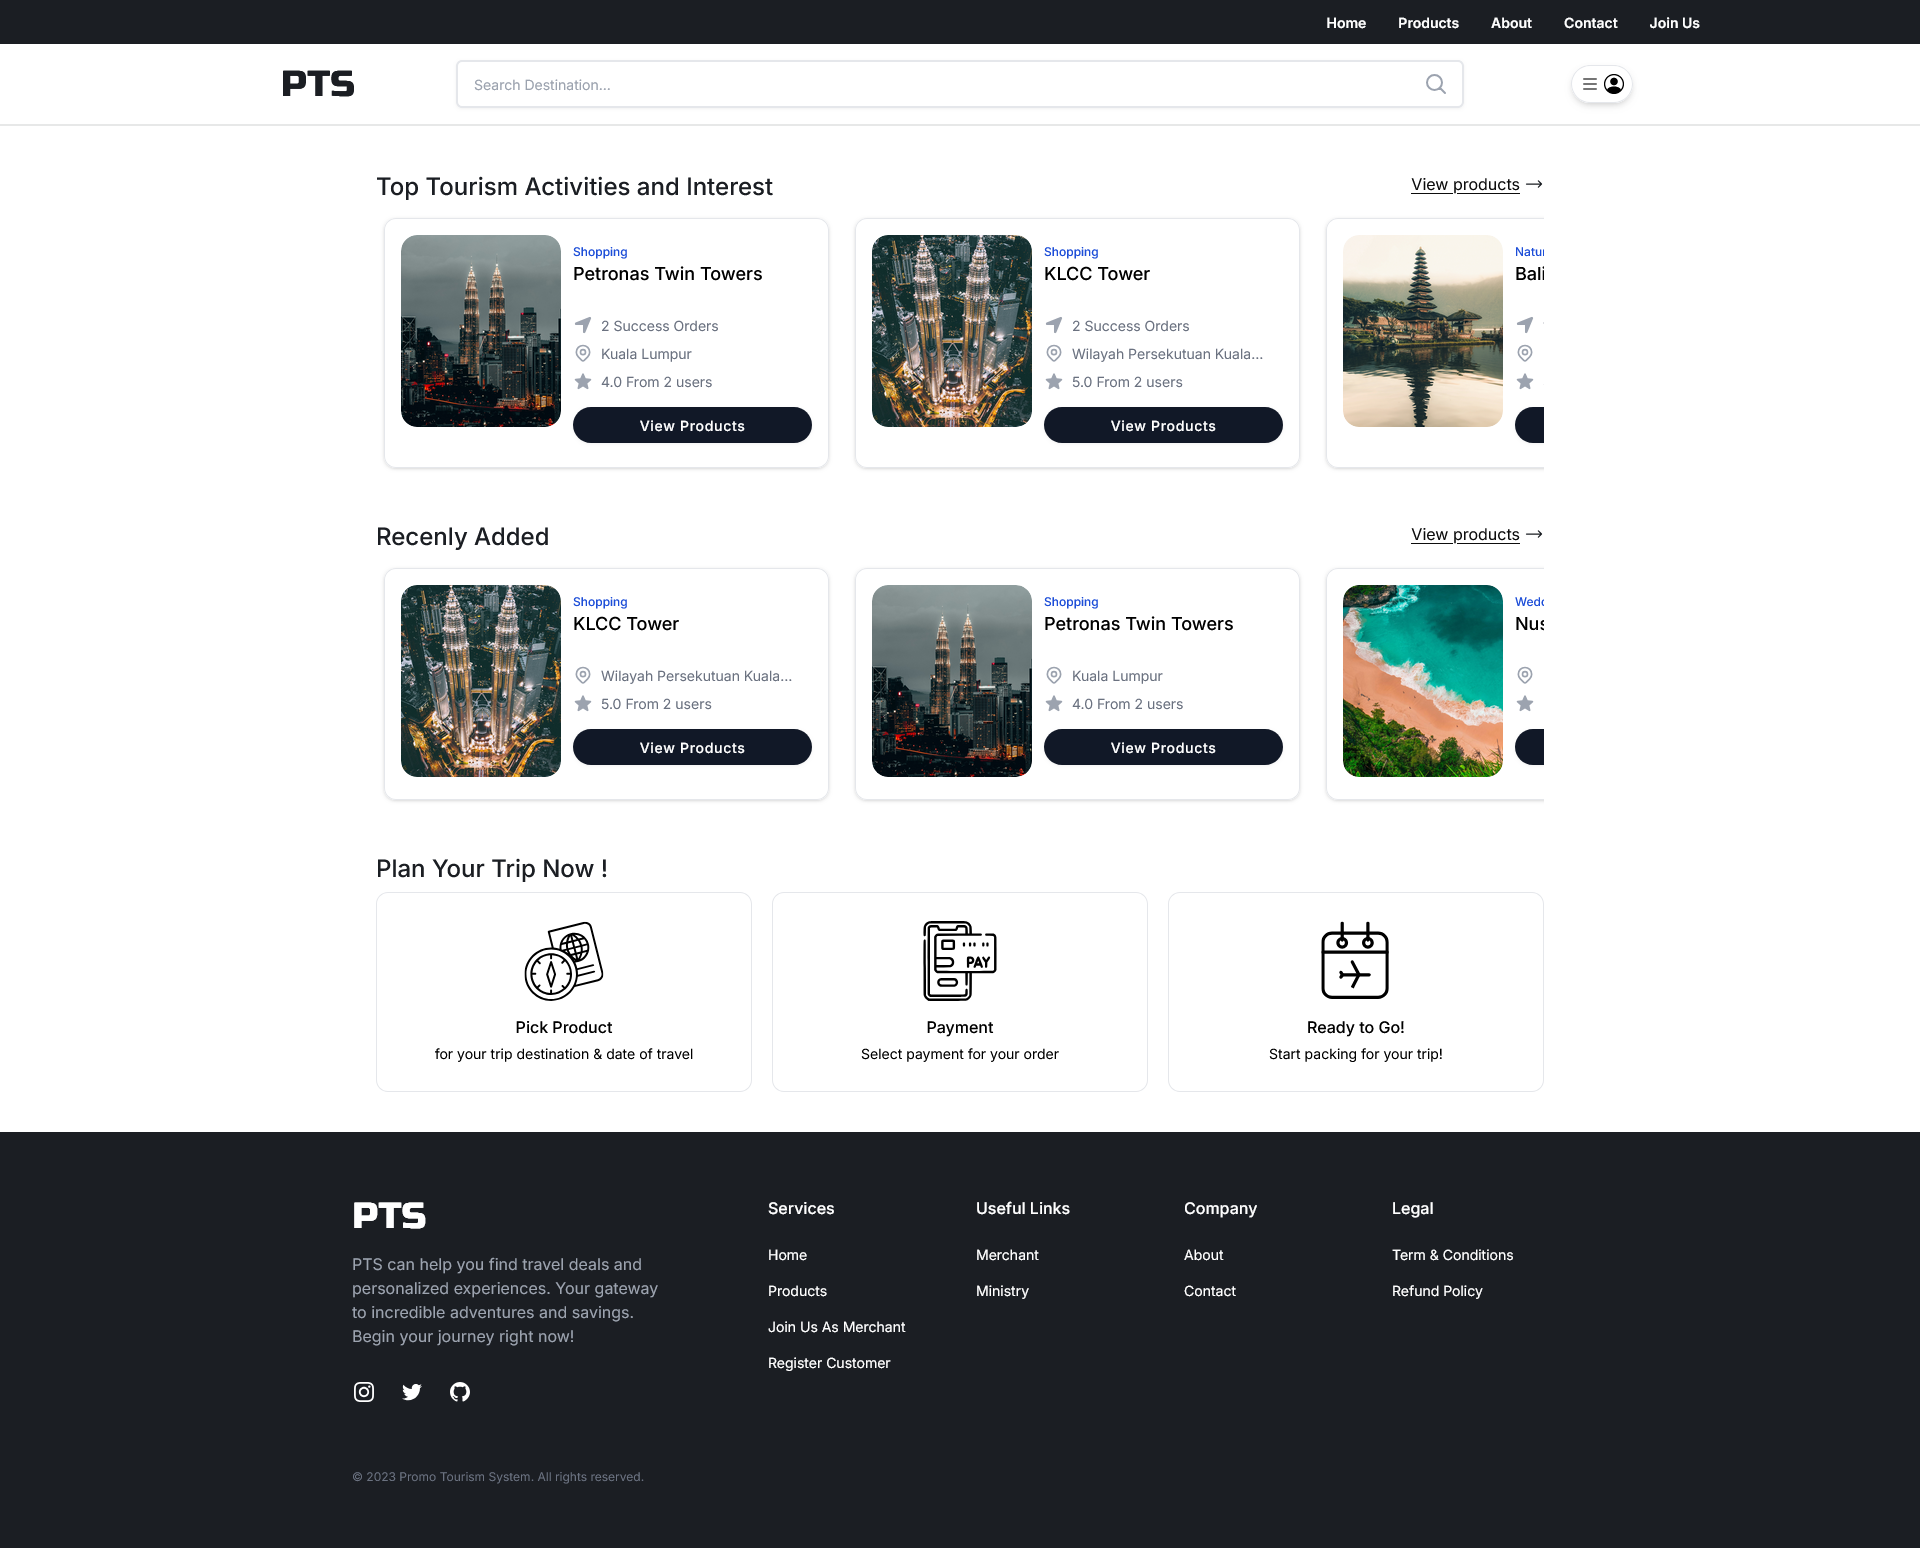 Home Products About Contact Join Us
PTS
Search Destination...
Top Tourism Activities and Interest
View products
Shopping
Petronas Twin Towers
2 Success Orders
Kuala Lumpur
4.0 From 2 users
View Products
Shopping
KLCC Tower
2 Success Orders
Wilayah Persekutuan Kuala...
5.0 From 2 users
View Products
Natur
Bali
Recenly Added
View products
Shopping
KLCC Tower
Wilayah Persekutuan Kuala...
5.0 From 2 users
View Products
Shopping
Petronas Twin Towers
Kuala Lumpur
4.0 From 2 users
View Products
Wedd
Nus
Plan Your Trip Now !
PAY
Pick Product
for your trip destination & date of travel
Payment
Select payment for your order
Ready to Go!
Start packing for your trip!
PTS
PTS can help you find travel deals and
personalized experiences. Your gateway
to incredible adventures and savings.
Begin your journey right now!
Services
Home
Products
Join Us As Merchant
Register Customer
Useful Links
Merchant
Ministry
Company
About
Contact
Legal
Term & Conditions
Refund Policy
© 2023 Promo Tourism System. All rights reserved.